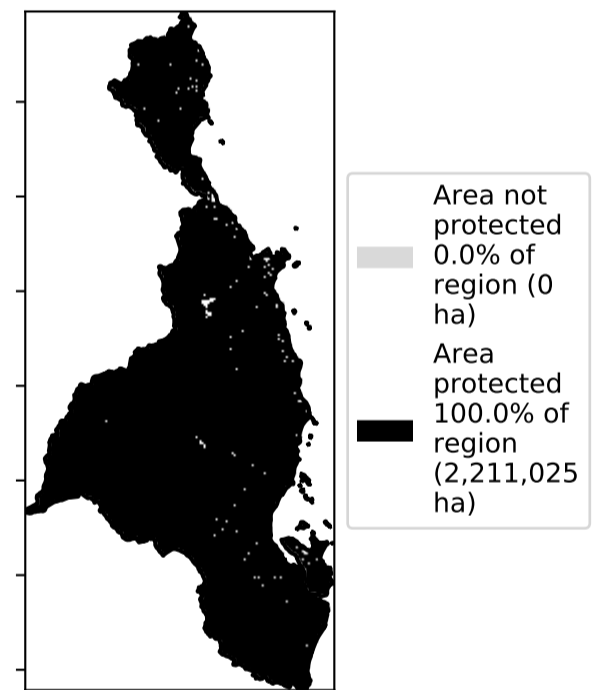 Area not
protected
0.0% of
region (0
ha)
Area
protected
100.0% of
region
(2,211,025
ha)